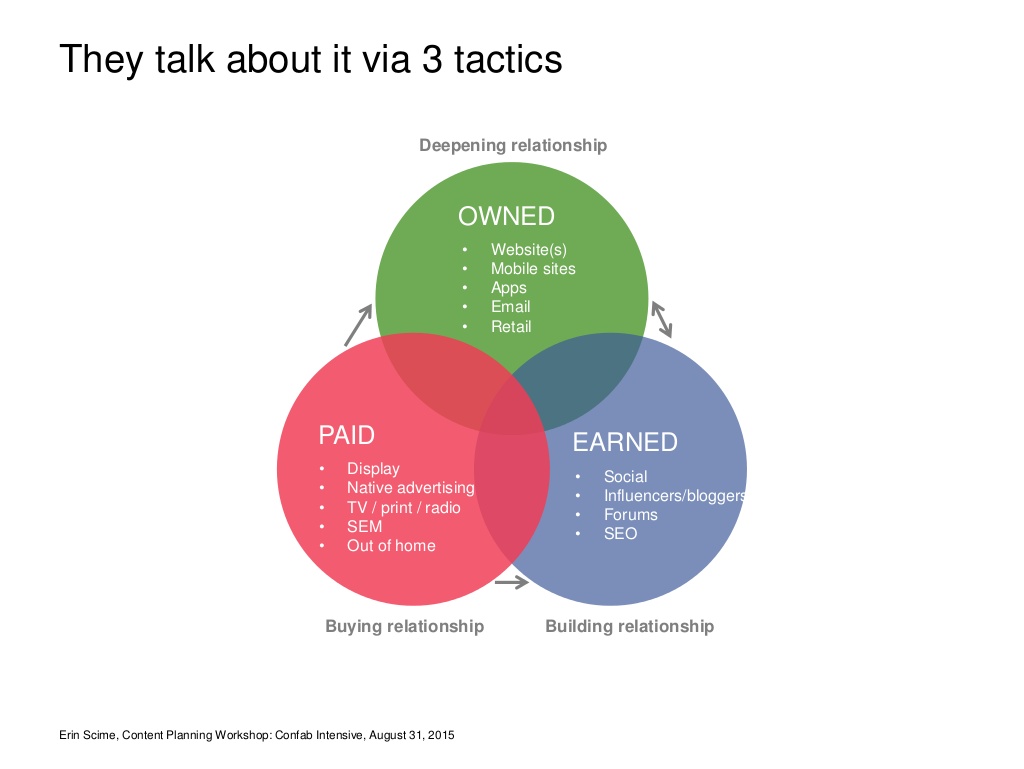 They talk about it via 3 tactics
Deepening relationship
OWNED
• Website(s)
• Mobile sites
• Apps
• Email
• Retail
PAID
• Display
• Native advertising
• TV / print / radio
• SEM
• Out of home
EARNED
• Social
• Influencers/bloggers
• Forums
• SEO
Buying relationship
Building relationship
Erin Scime, Content Planning Workshop: Confab Intensive, August 31, 2015